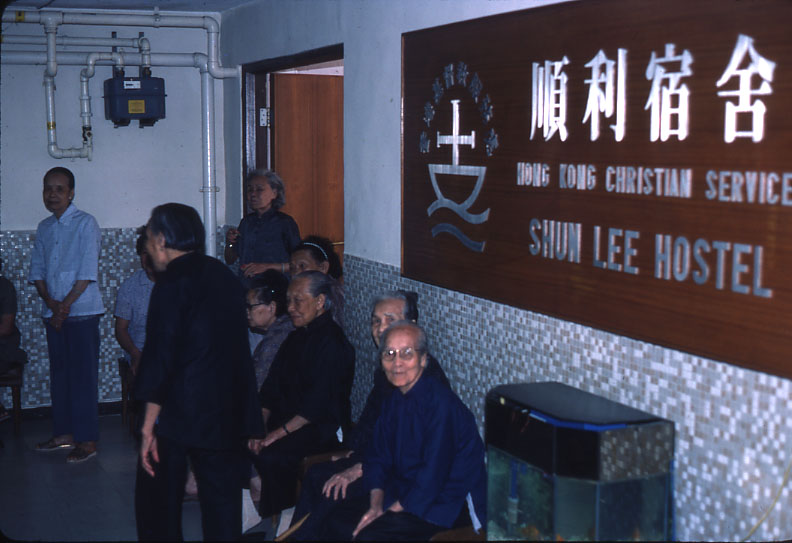 順利宿舍
HONG KONG CHRISTIAN SERVICE
SHUN LEE HOSTEL